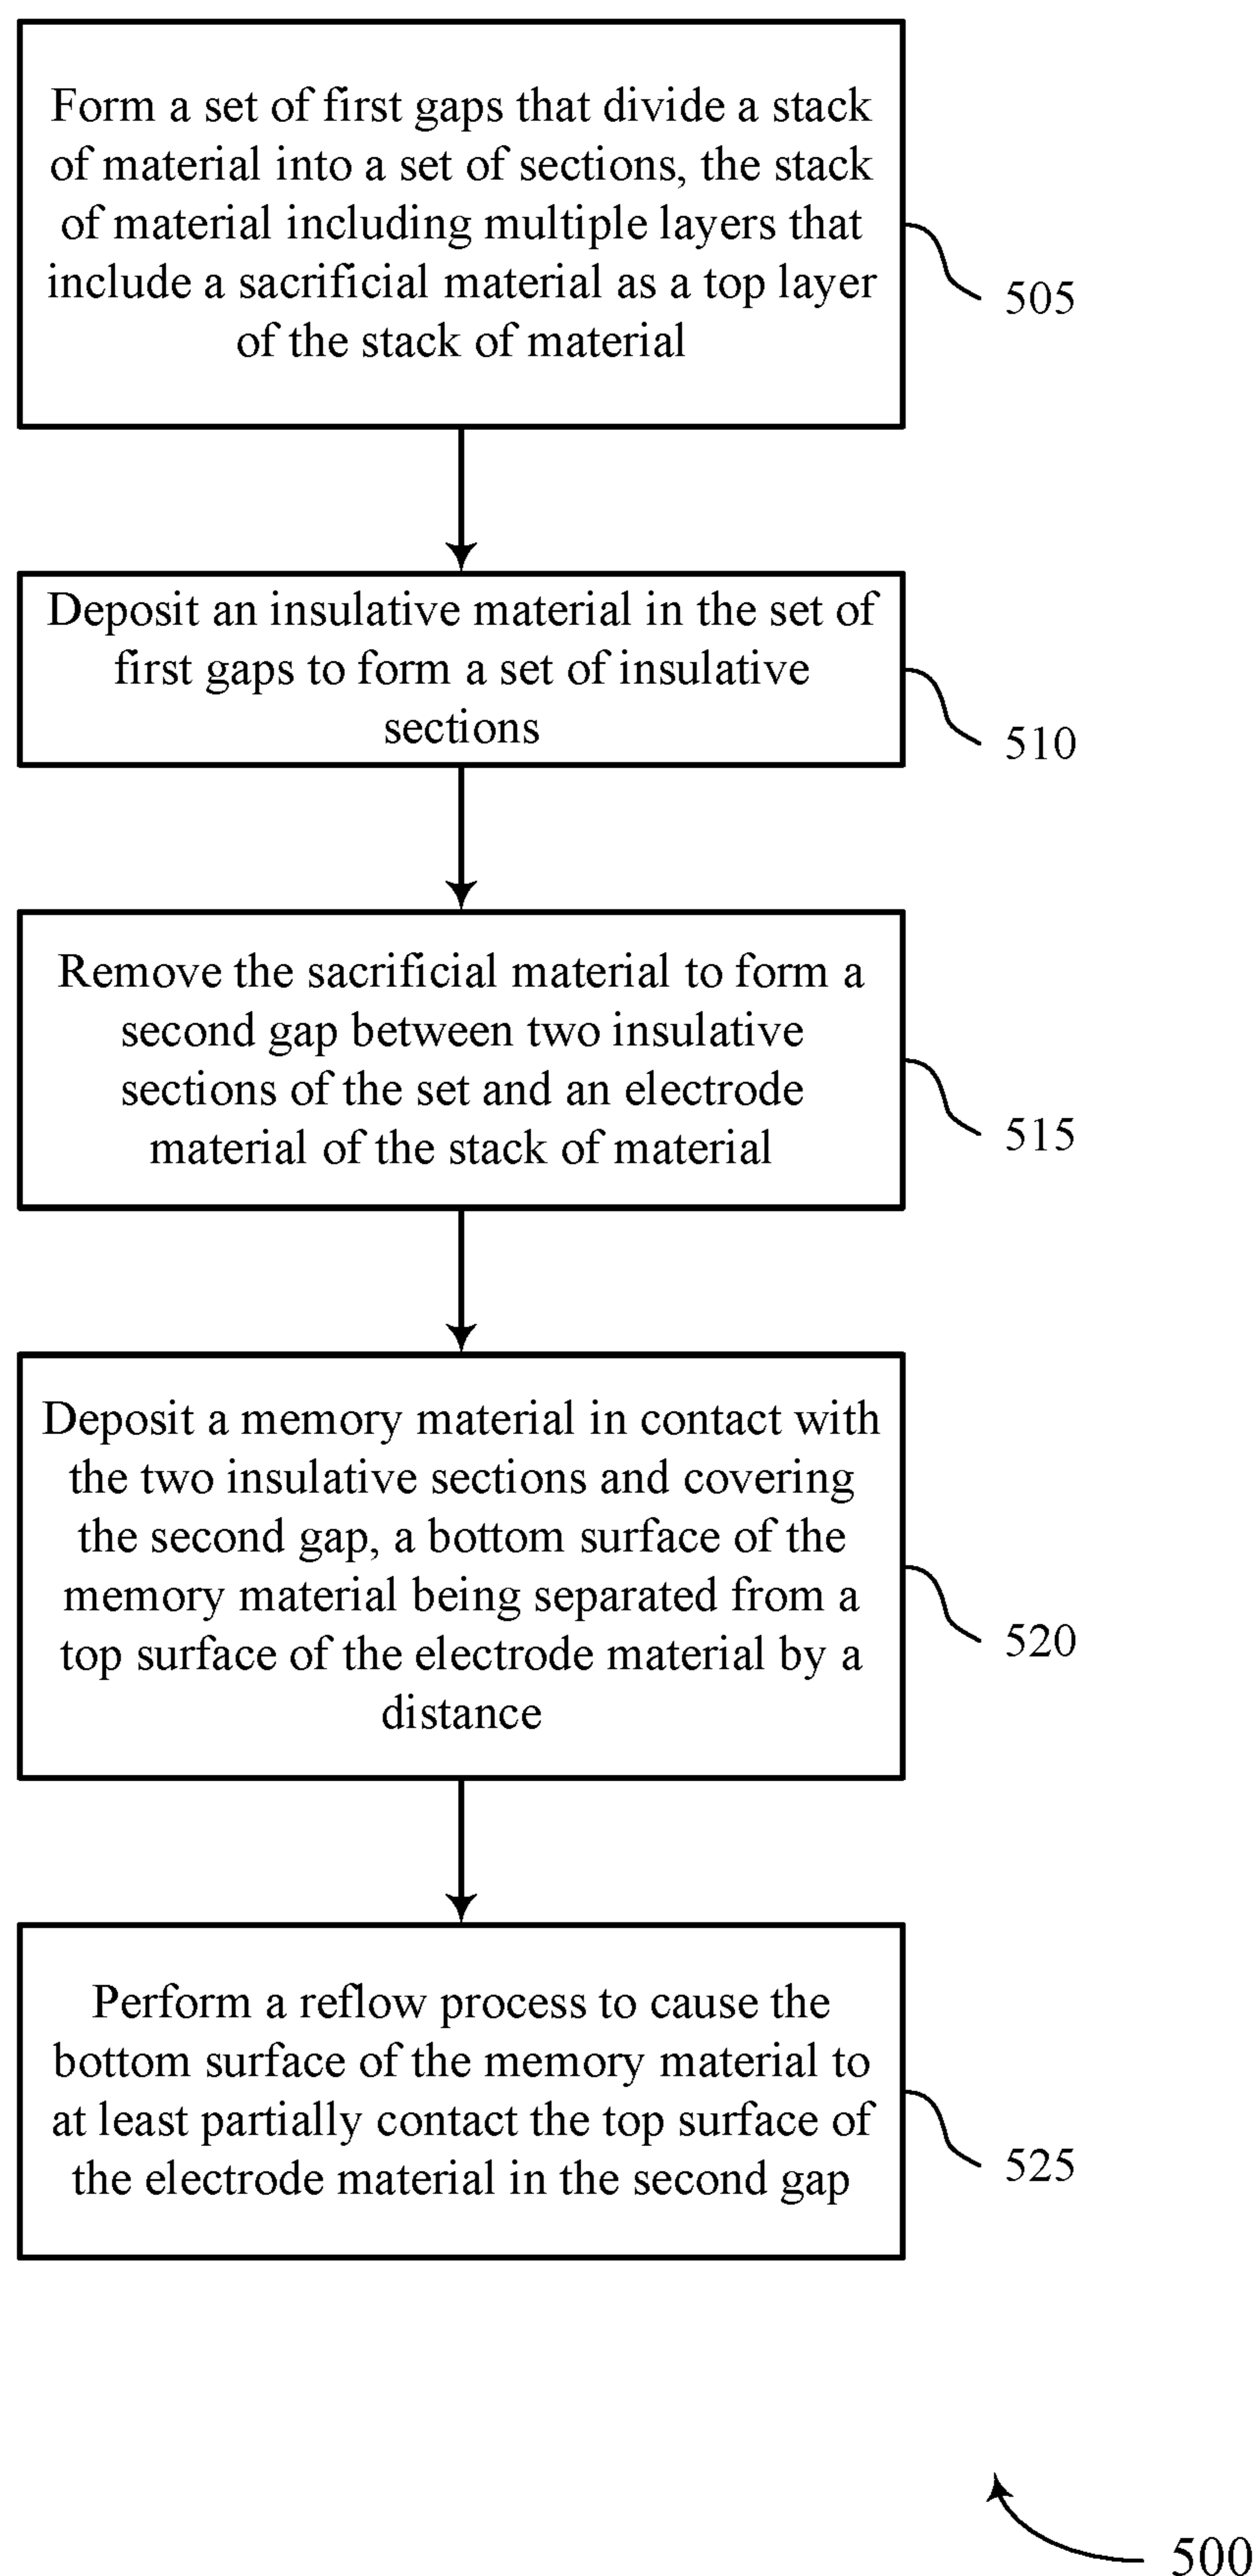 Form a set of first gaps that divide a stack
of material into a set of sections, the stack
of material including multiple layers that
include a sacrificial material as a top layer
of the stack of material
505
Deposit an insulative material in the set of
first gaps to form a set of insulative
sections
510
Remove the sacrificial material to form a
second gap between two insulative
sections of the set and an electrode
material of the stack of material
515
Deposit a memory material in contact with
the two insulative sections and covering
the second gap, a bottom surface of the
memory material being separated from a
top surface of the electrode material by a
distance
520
Perform a reflow process to cause the
bottom surface of the memory material to
at least partially contact the top surface of
the electrode material in the second gap
525
500